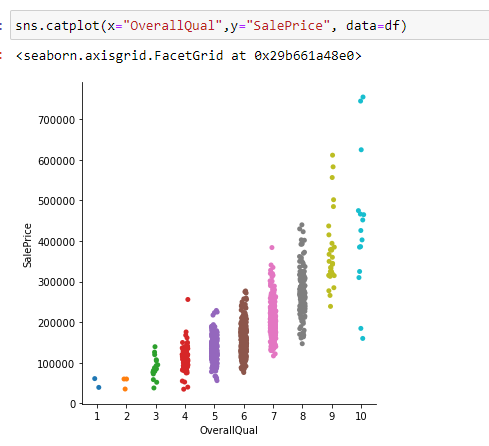 sns.catplot(x="OverallQual",y="SalePrice", data=df)
<seaborn.axisgrid.FacetGrid at 0x29b661a48e0>
700000
600000
500000
400000
300000
200000
100000
0
SalePrice
1 2 3 4 5 6 7 8 9 10
OverallQual